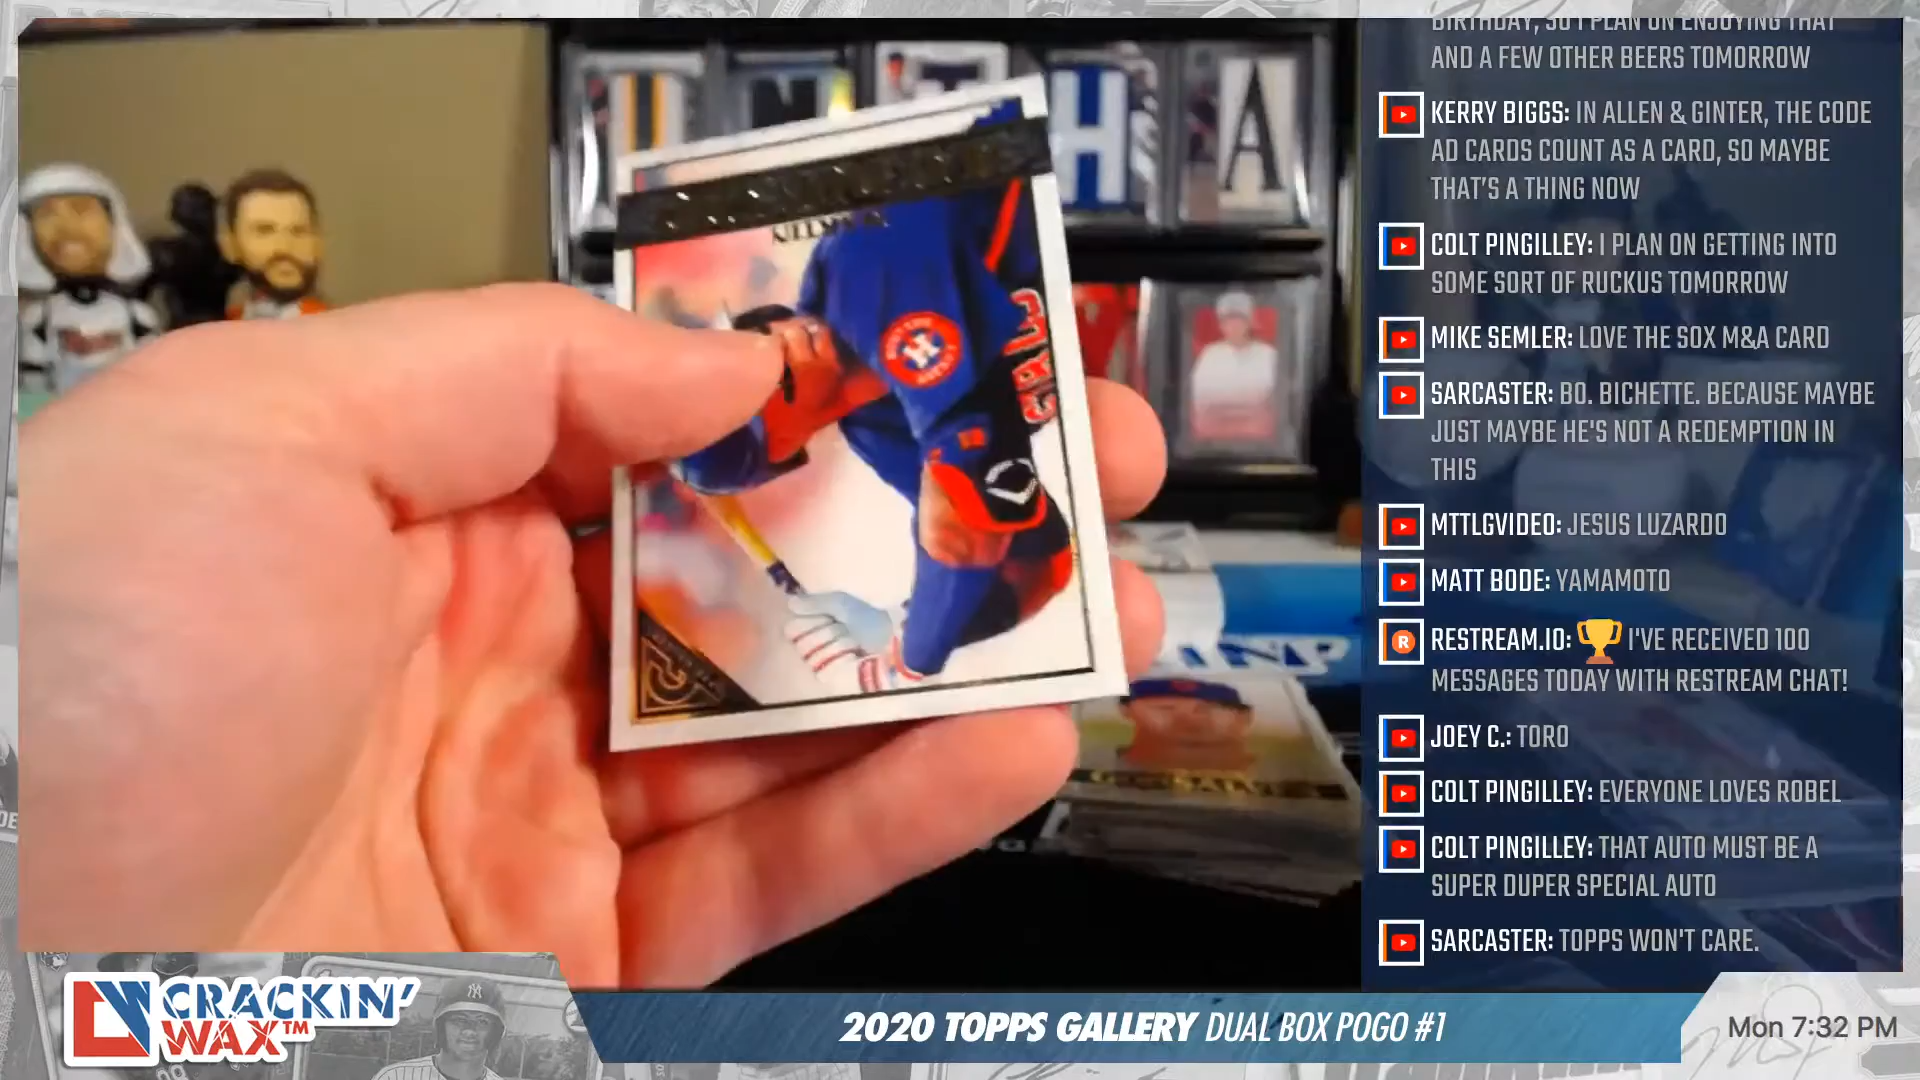 BIRTHDAY, SO I PLAN ON ENJOYING THAT
AND A FEW OTHER BEERS TOMORROW
KERRY BIGGS: IN ALLEN & GINTER, THE CODE
AD CARDS COUNT AS A CARD, SO MAYBE
THAT'S A THING NOW
COLT PINGILLEY: I PLAN ON GETTING INTO
SOME SORT OF RUCKUS TOMORROW
MIKE SEMLER: LOVE THE SOX M&A CARD
SARCASTER: BO. BICHETTE. BECAUSE MAYBE
JUST MAYBE HE'S NOT A REDEMPTION IN
THIS
MTTLGVIDEO: JESUS LUZARDO
MATT BODE: YAMAMOTO
RESTREAM.IO: 🏆 I'VE RECEIVED 100
MESSAGES TODAY WITH RESTREAM CHAT!
JOEY C.: TORO
COLT PINGILLEY: EVERYONE LOVES ROBEL
COLT PINGILLEY: THAT AUTO MUST BE A
SUPER DUPER SPECIAL AUTO
SARCASTER: TOPPS WON'T CARE.
H
A
H
CRACKIN'
WAX™
2020 TOPPS GALLERY DUAL BOX POGO #1
Mon 7:32 PM